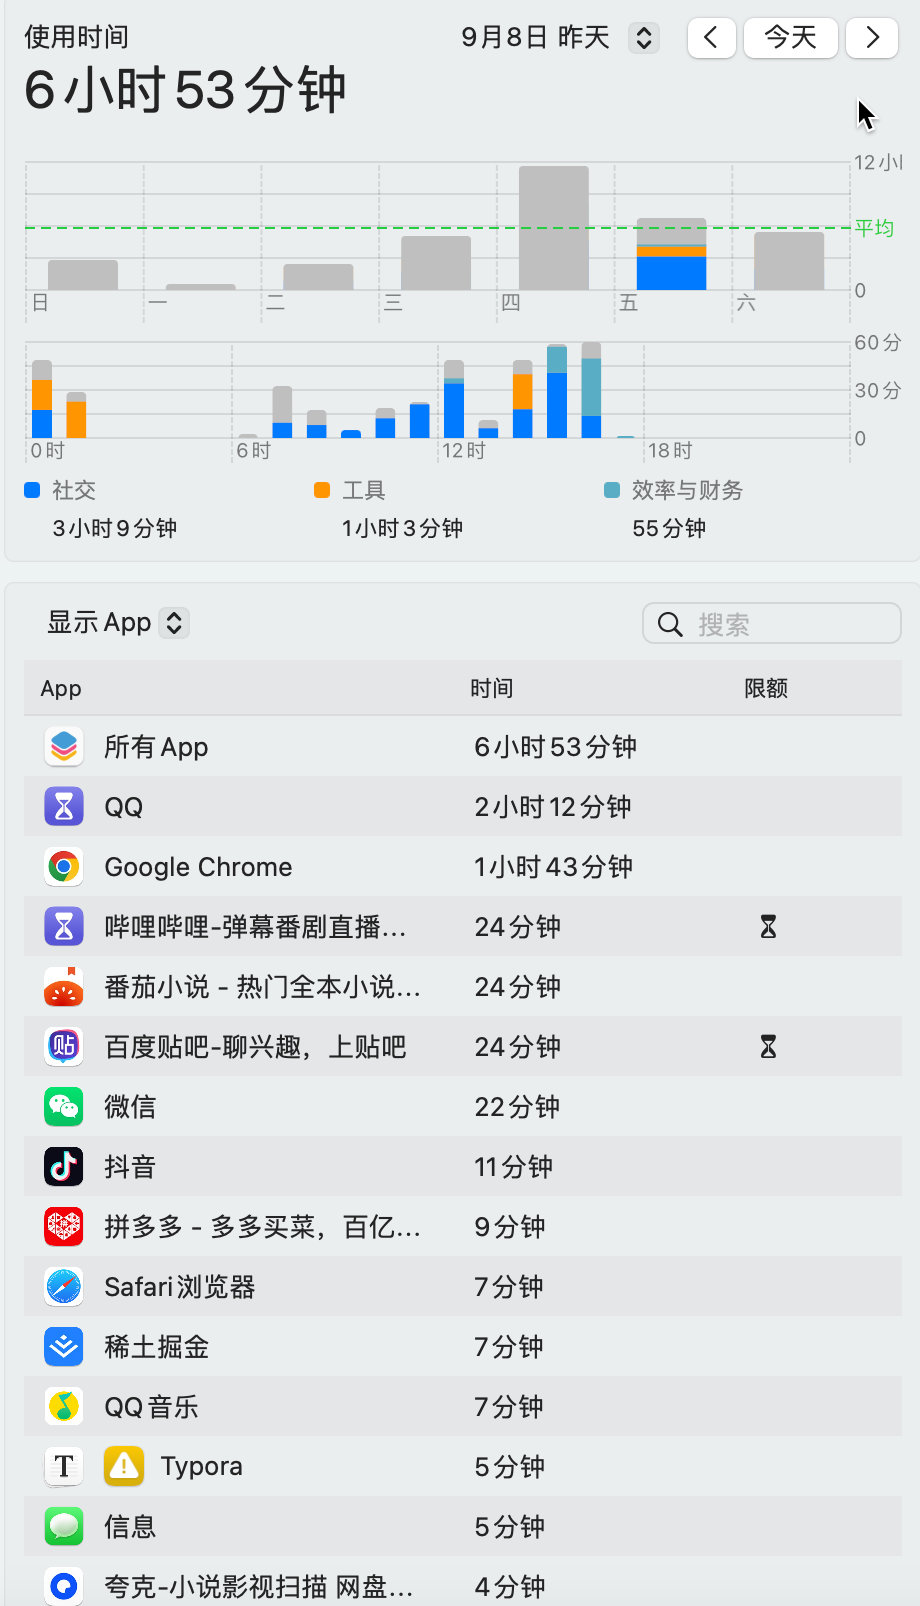 使用时间
9月8日 昨天
今天
6小时53分钟
12小
平均
0
日 一 二 三 四 五 六
60分
30分
0
0时 6时 12时 18时
社交 工具 效率与财务
3小时9分钟 1小时3分钟 55分钟
显示App
搜索
App 时间 限额
所有App 6小时53分钟
QQ 2小时12分钟
Google Chrome 1小时43分钟
哔哩哔哩-弹幕番剧直播... 24分钟
番茄小说 - 热门全本小说... 24分钟
贴 百度贴吧-聊兴趣，上贴吧 24分钟
微信 22分钟
抖音 11分钟
拼多多 - 多多买菜，百亿... 9分钟
Safari浏览器 7分钟
稀土掘金 7分钟
QQ音乐 7分钟
T Typora 5分钟
信息 5分钟
夸克-小说影视扫描 网盘... 4分钟